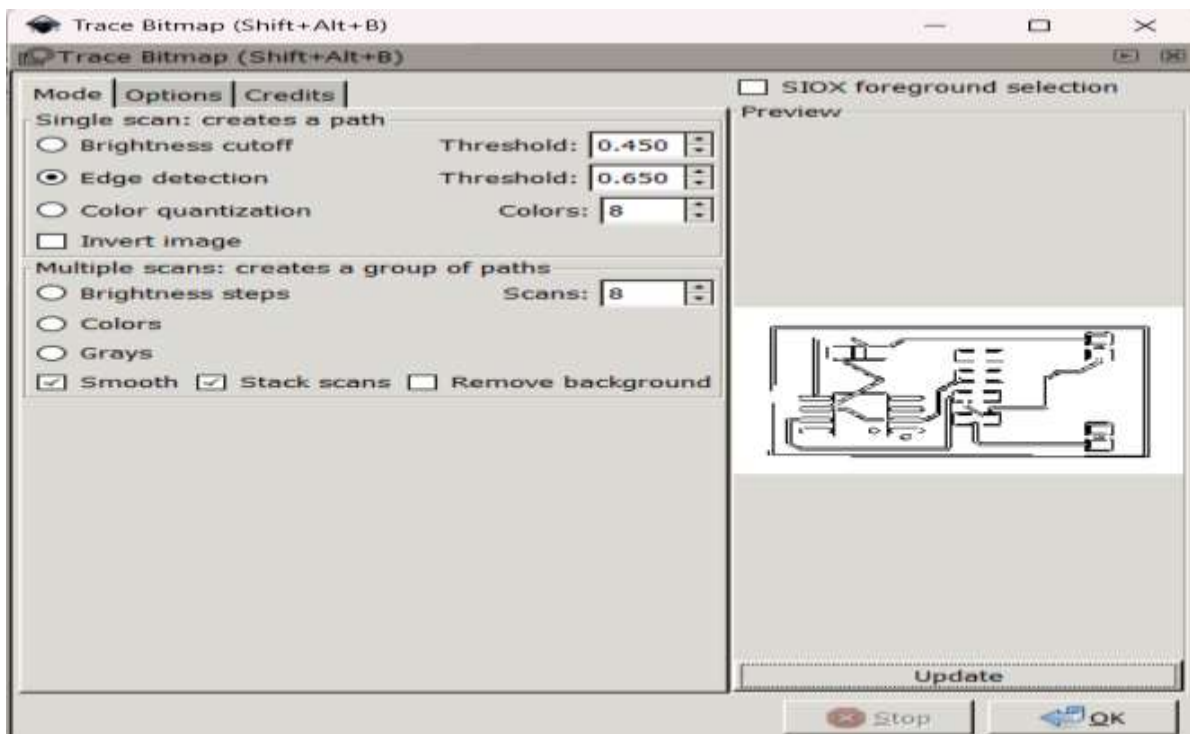 Trace Bitmap (Shift+Alt+B)
Trace Bitmap (Shift+Alt+B)
Mode Options Credits
Single scan: creates a path
Brightness cutoff Threshold: 0.450
Edge detection Threshold: 0.650
Color quantization Colors: 8
Invert image
Multiple scans: creates a group of paths
Brightness steps Scans: 8
Colors
Grays
Smooth Stack scans Remove background
SIOX foreground selection
Preview
Update
Stop OK